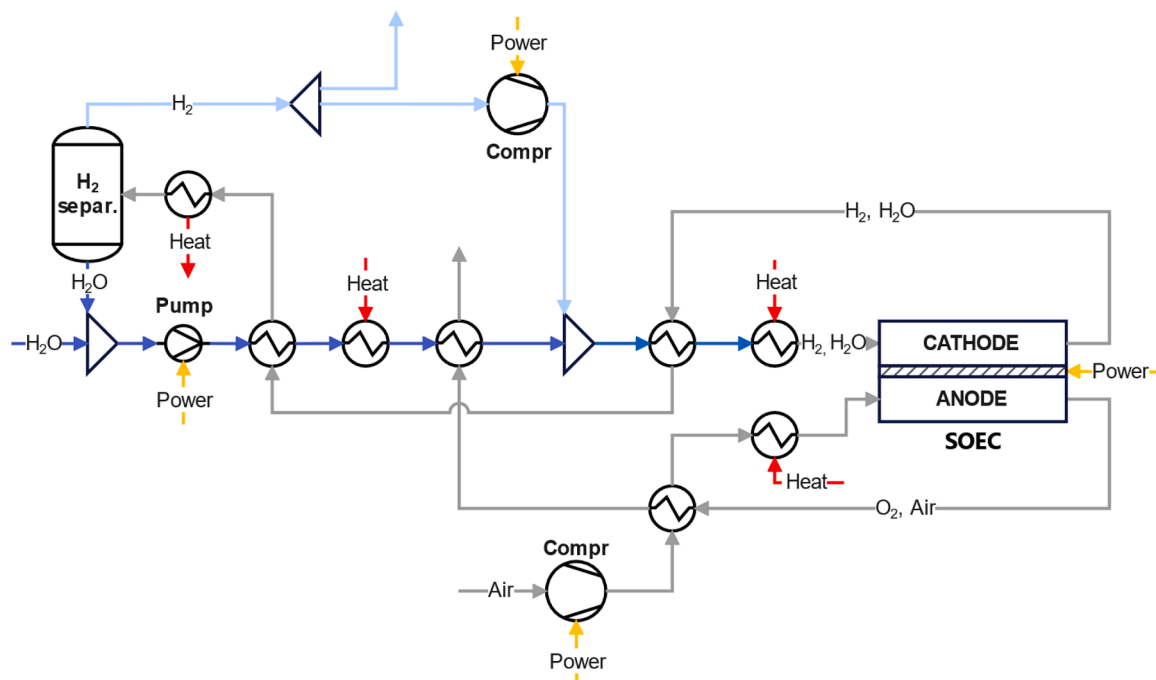 Power
H₂
Compr
H₂
separ.
H₂, H₂O
Heat
H₂O
Pump
Heat
Heat
H₂O
H₂, H₂O
CATHODE
Power
ANODE
Power
SOEC
Heat
O₂, Air
Compr
Air
Power